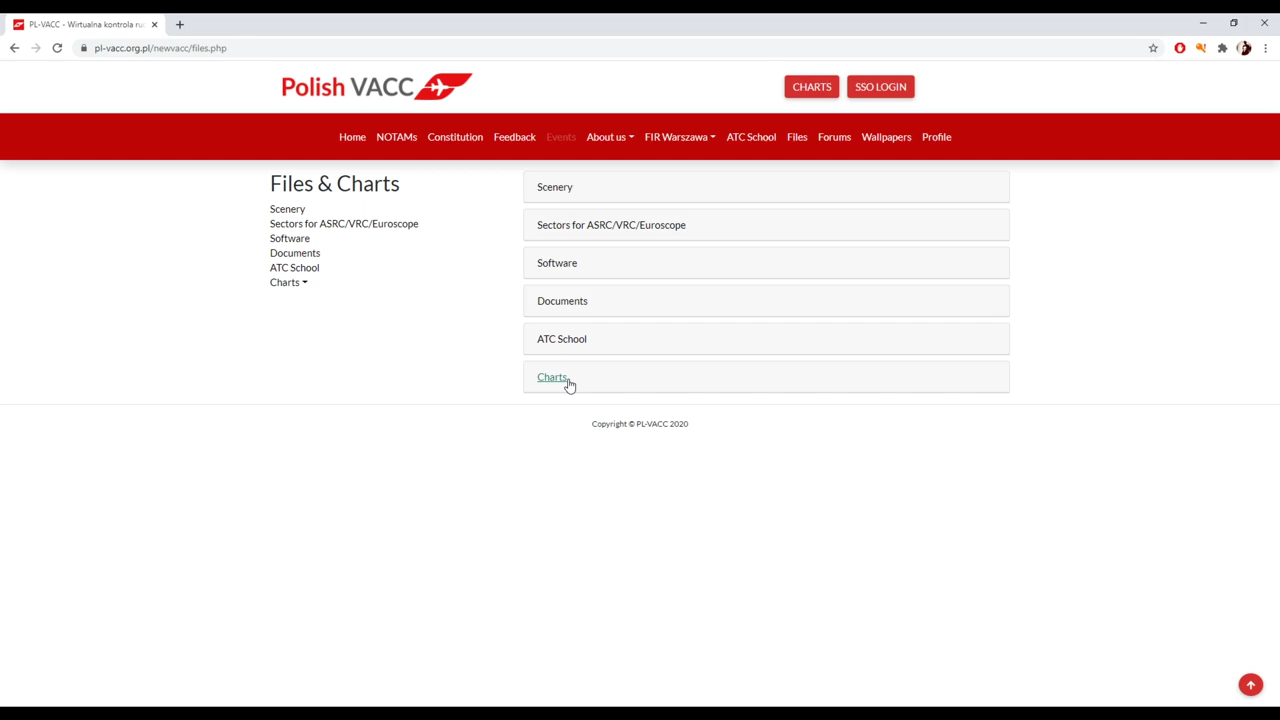 PL-VACC - Wirtualna kontrola ruc
pl-vacc.org.pl/newvacc/files.php
Polish VACC
CHARTS
SSO LOGIN
Home NOTAMs Constitution Feedback Events About us FIR Warszawa ATC School Files Forums Wallpapers Profile
Files & Charts
Scenery
Sectors for ASRC/VRC/Euroscope
Software
Documents
ATC School
Charts
Scenery
Sectors for ASRC/VRC/Euroscope
Software
Documents
ATC School
Charts
Copyright © PL-VACC 2020